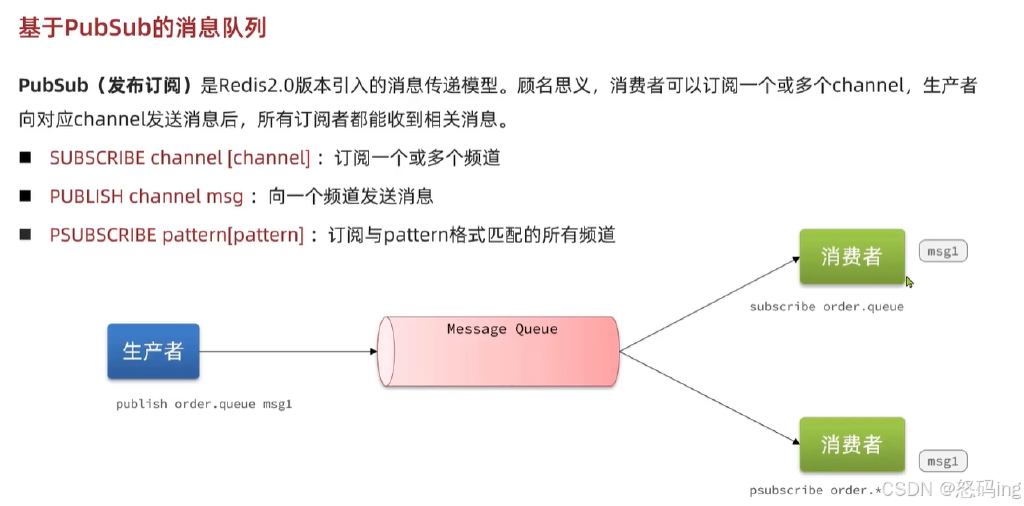 基于PubSub的消息队列
PubSub（发布订阅）是Redis2.0版本引入的消息传递模型。顾名思义，消费者可以订阅一个或多个channel，生产者
向对应channel发送消息后，所有订阅者都能收到相关消息。
■ SUBSCRIBE channel [channel] ：订阅一个或多个频道
■ PUBLISH channel msg ：向一个频道发送消息
■ PSUBSCRIBE pattern[pattern] ：订阅与pattern格式匹配的所有频道
消费者
msg1
subscribe order.queue
Message Queue
生产者
publish order.queue msg1
消费者
msg1
psubscribe order.*
CSDN @怒码ing